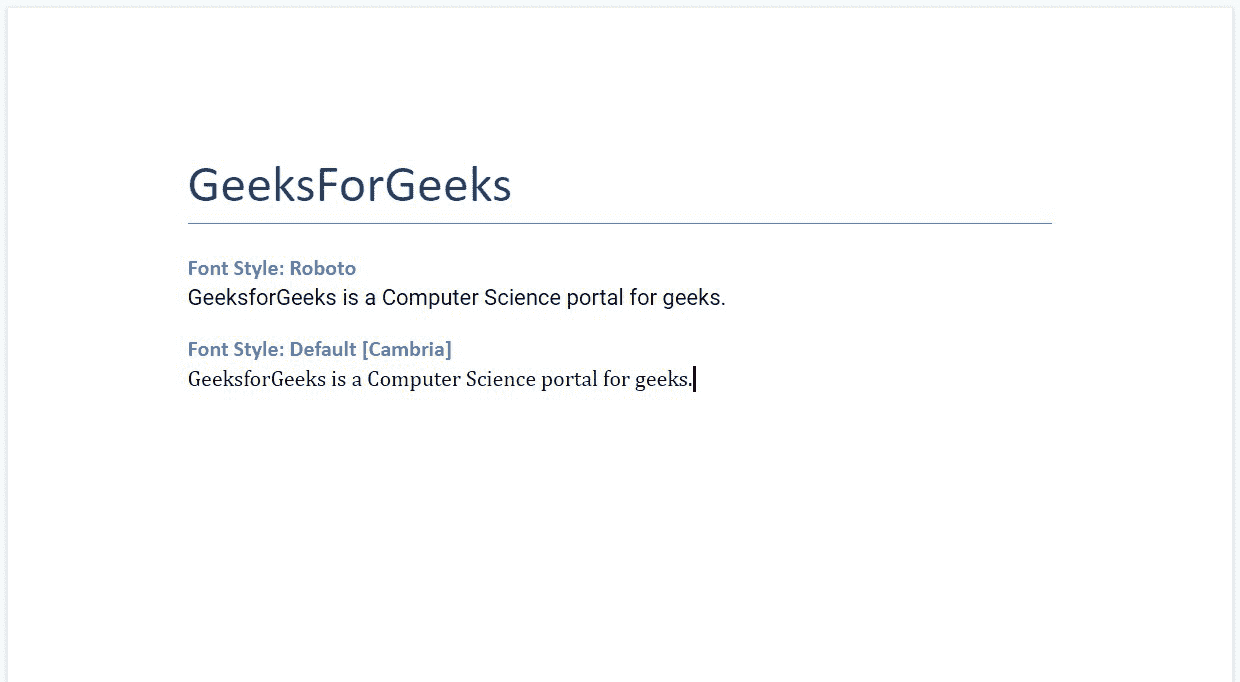 GeeksForGeeks
Font Style: Roboto
GeeksforGeeks is a Computer Science portal for geeks.
Font Style: Default [Cambria]
GeeksforGeeks is a Computer Science portal for geeks.